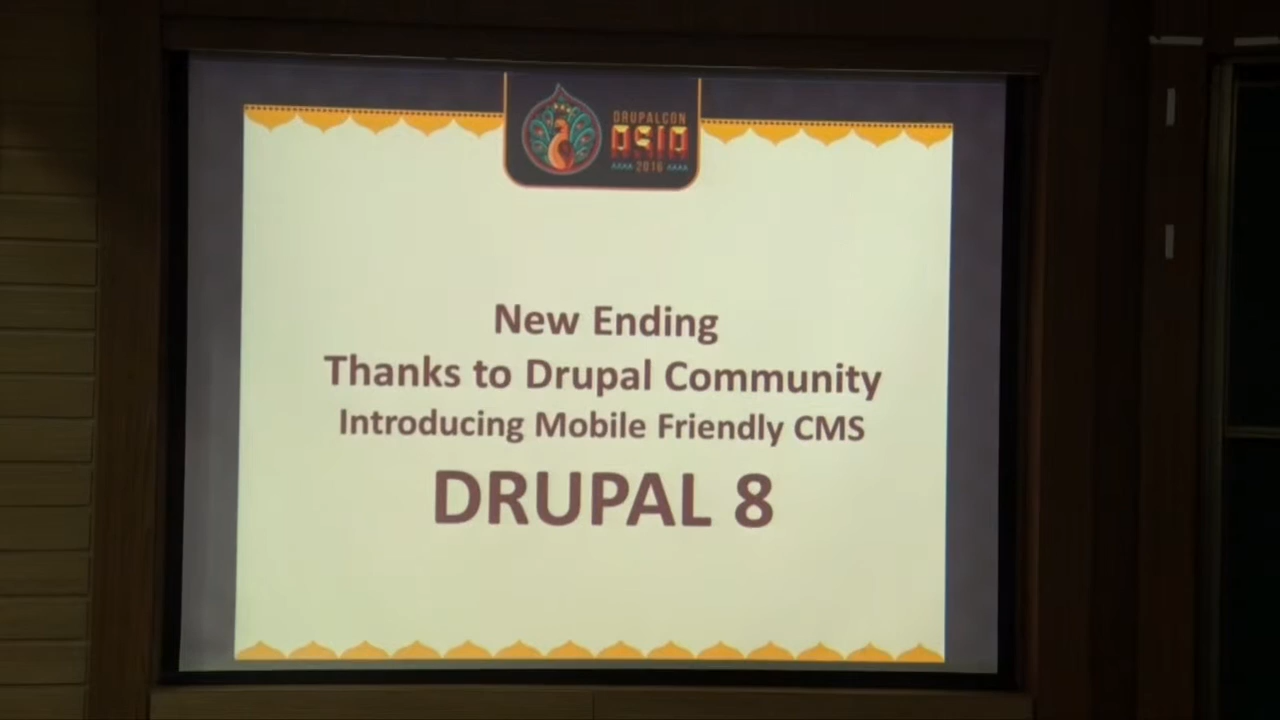 DRUPALCON
ASIA
2016
New Ending
Thanks to Drupal Community
Introducing Mobile Friendly CMS
DRUPAL 8